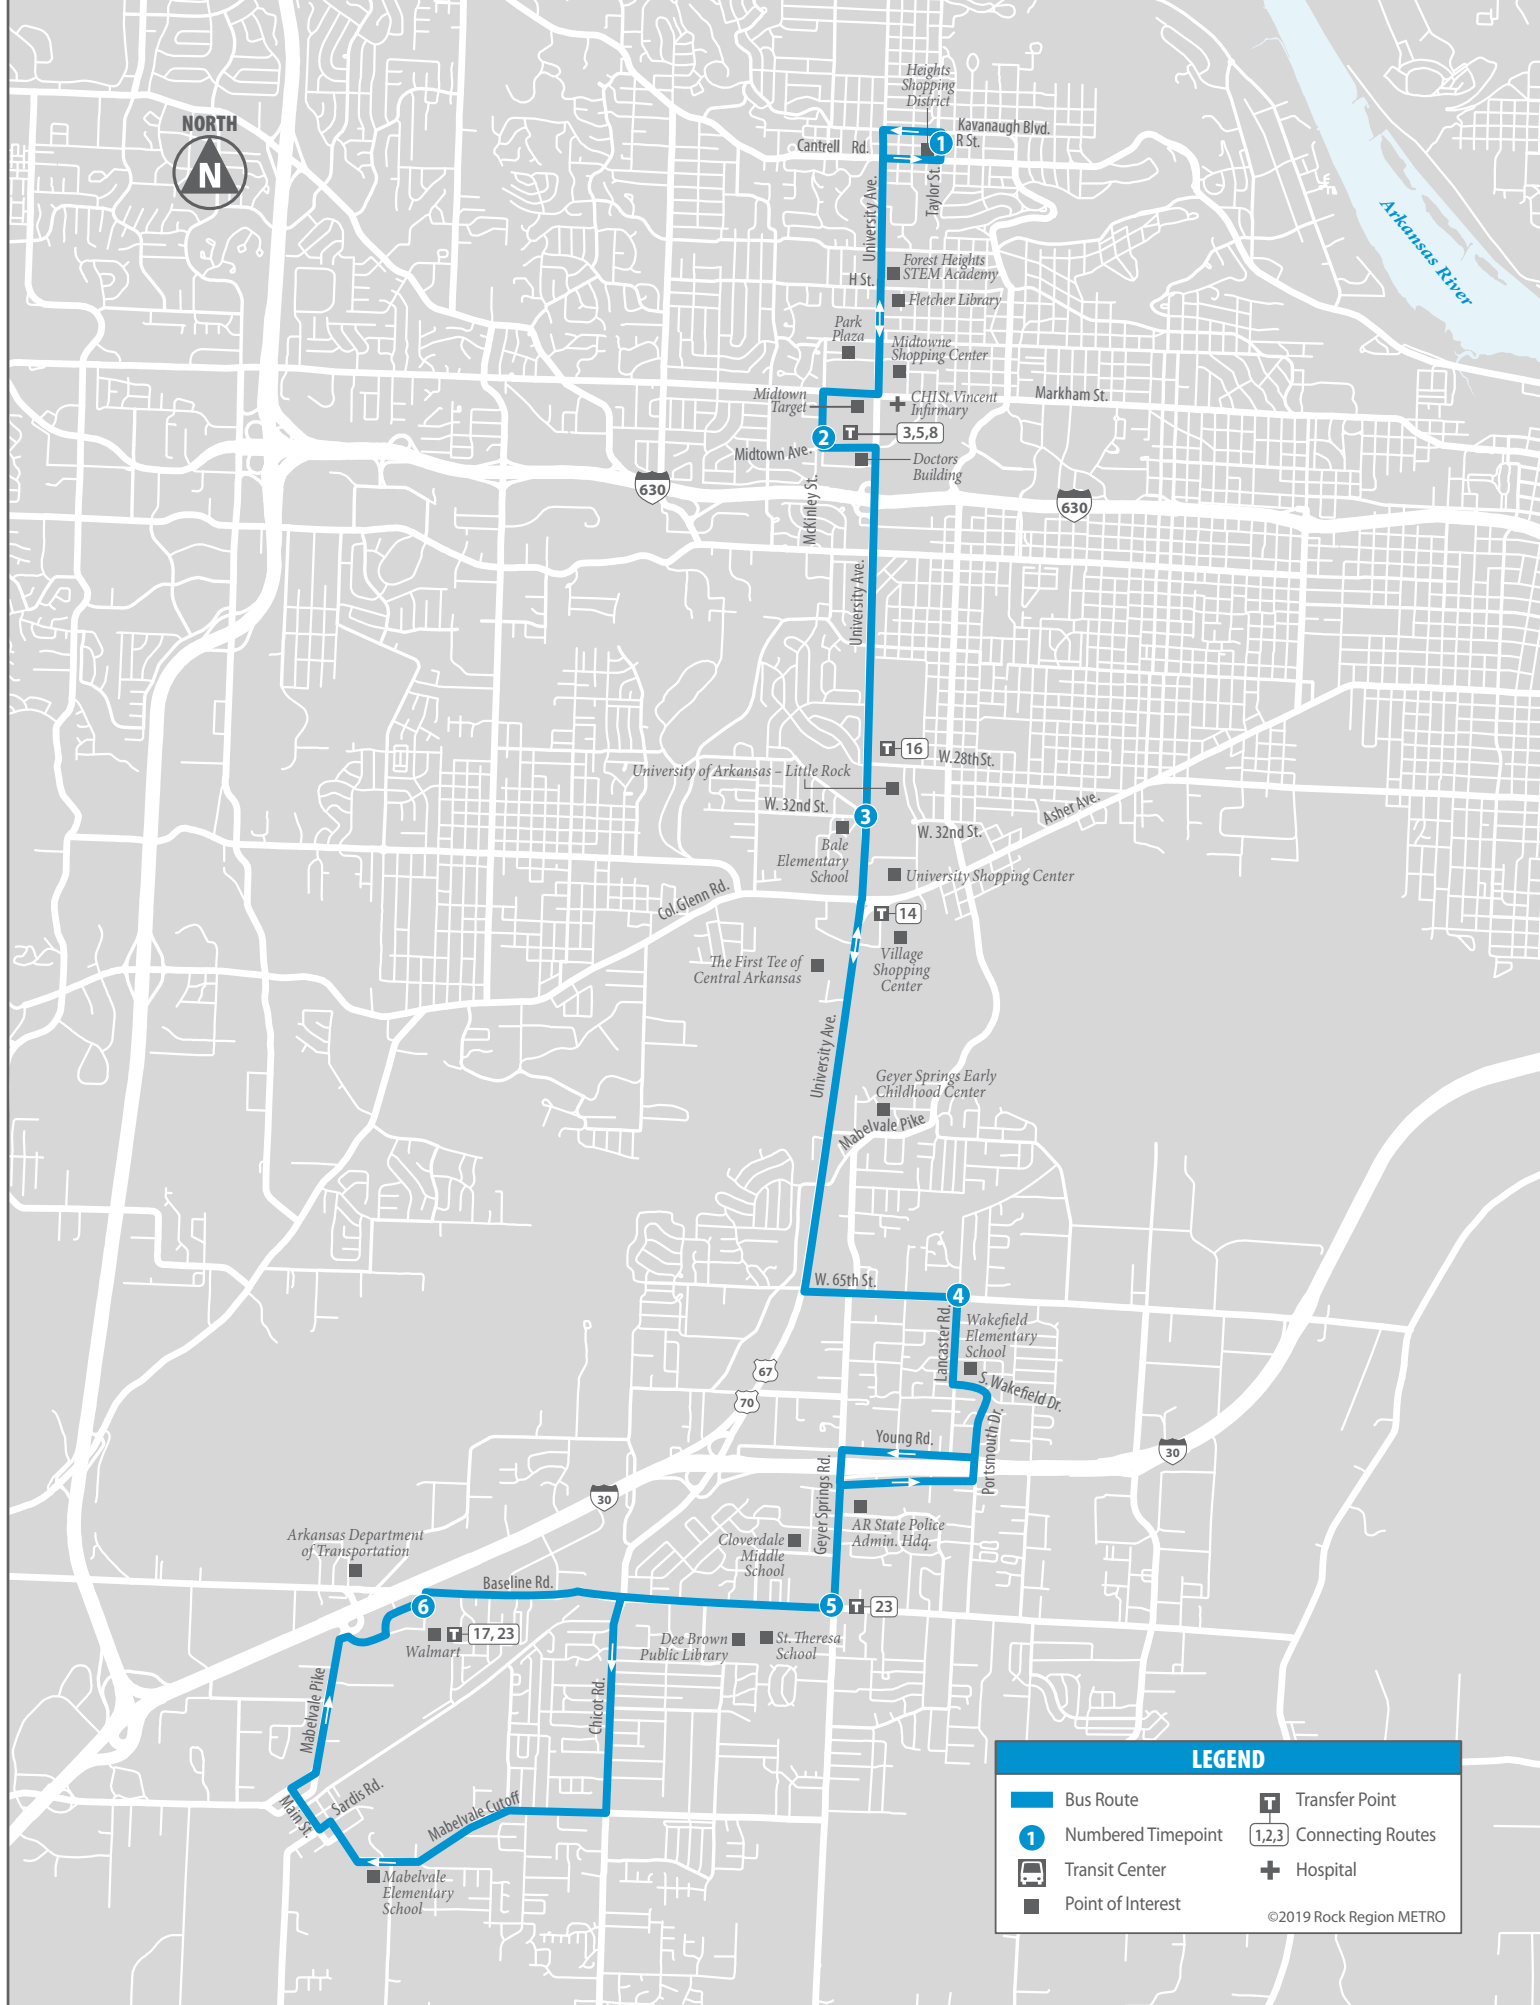 Heights
Shopping
District
NORTH
N
Kavanaugh Blvd.
1
R St.
Cantrell Rd.
Taylor St.
University Ave.
Arkansas River
Forest Heights
STEM Academy
H St.
Fletcher Library
Park
Plaza
Midtowne
Shopping Center
Midtown
Target
CHI St. Vincent
Infirmary
Markham St.
2
T
3,5,8
Midtown Ave.
Doctors
Building
McKinley St.
630
630
University Ave.
T
16
W. 28th St.
University of Arkansas – Little Rock
W. 32nd St.
3
Asher Ave.
W. 32nd St.
Bale
Elementary
School
University Shopping Center
Col. Glenn Rd.
T
14
Village
Shopping
Center
The First Tee of
Central Arkansas
University Ave.
Geyer Springs Early
Childhood Center
Mabelvale Pike
W. 65th St.
4
Lancaster Rd.
Wakefield
Elementary
School
S. Wakefield Dr.
67
70
Portsmouth Dr.
Young Rd.
30
30
Geyer Springs Rd.
AR State Police
Admin. Hdq.
Cloverdale
Middle
School
Arkansas Department
of Transportation
Baseline Rd.
6
5
T
23
T
17, 23
Walmart
Dee Brown
Public Library
St. Theresa
School
Mabelvale Pike
Chicot Rd.
Sardis Rd.
Main St.
Mabelvale Cutoff
Mabelvale
Elementary
School
LEGEND
Bus Route
T
Transfer Point
1
Numbered Timepoint
1,2,3
Connecting Routes
Transit Center
Hospital
Point of Interest
©2019 Rock Region METRO